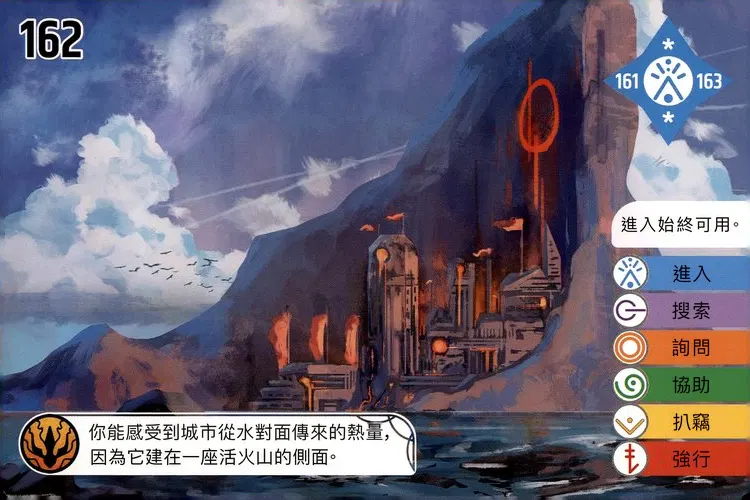 162
*
161
163
*
進入始終可用。
進入
搜索
詢問
協助
扒竊
強行
你能感受到城市從水對面傳來的熱量，
因為它建在一座活火山的側面。